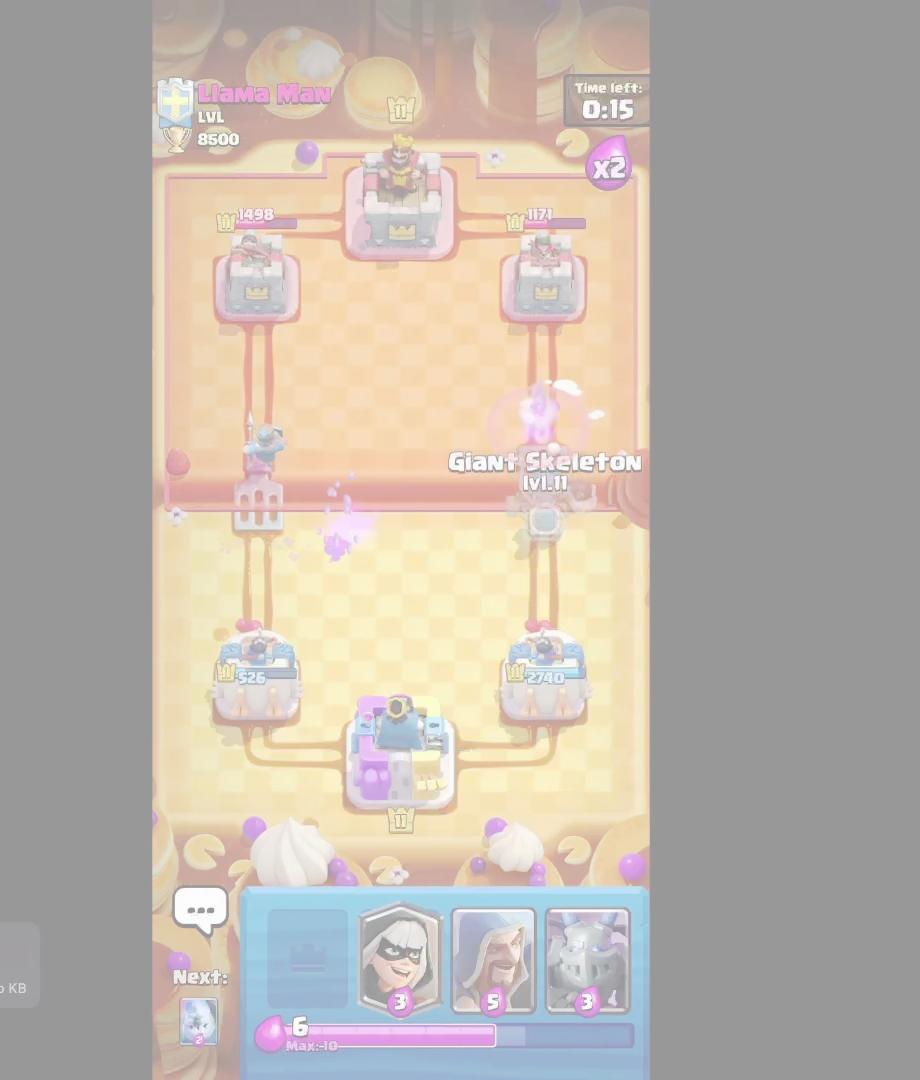 Llama Man
LVL
8500
11
Time left:
0:15
x2
1498
1171
Giant Skeleton
lvl.11
526
2740
11
...
Next:
2
3
5
3
6
Max:10
KB